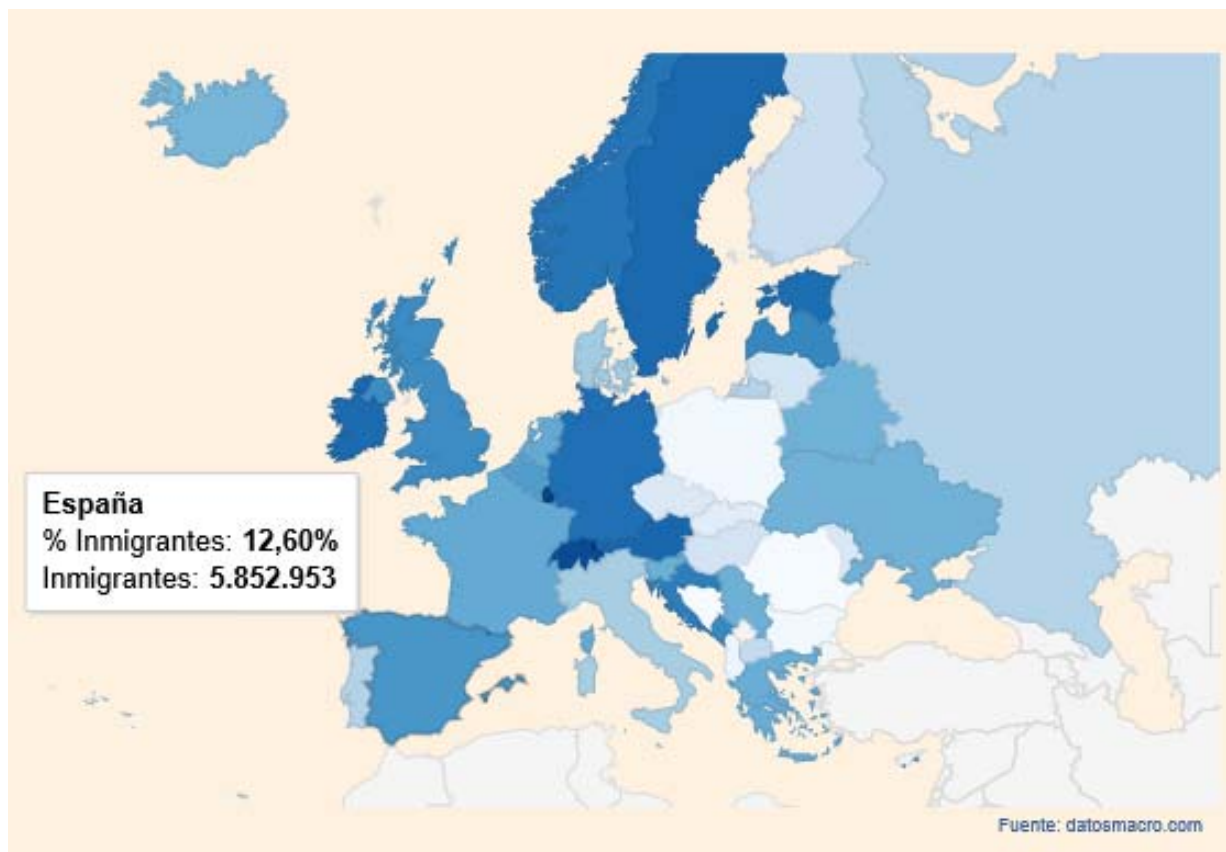 España
% Inmigrantes: 12,60%
Inmigrantes: 5.852.953
Fuente: datosmacro.com